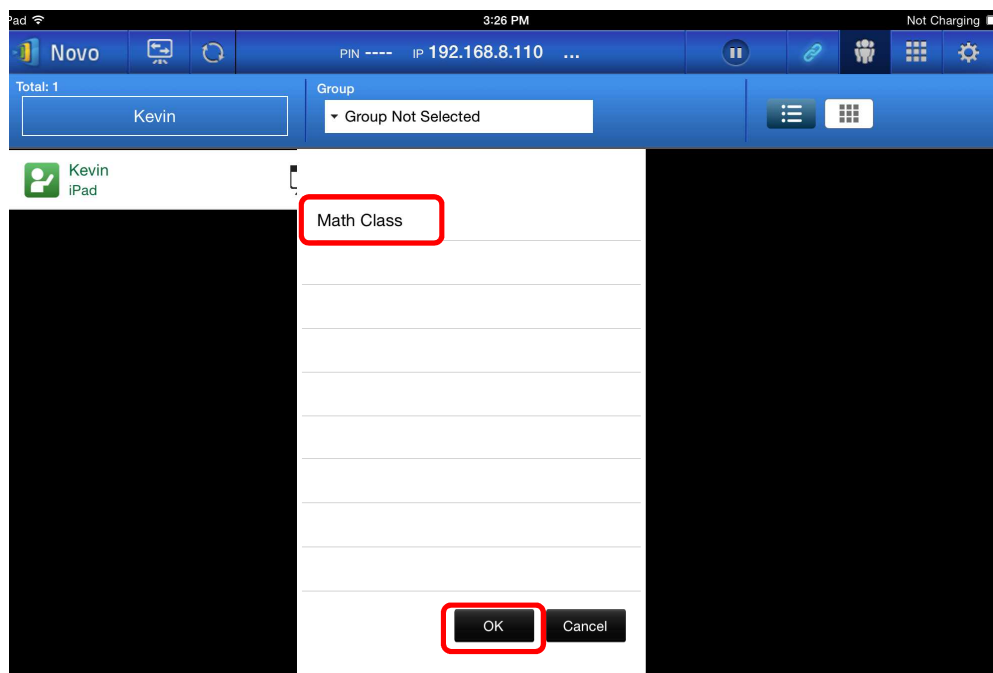 Pad 3:26 PM Not Charging
Novo PIN ---- IP 192.168.8.110 ...
Total: 1
Kevin
Group
Group Not Selected
Kevin
iPad
Math Class
OK Cancel